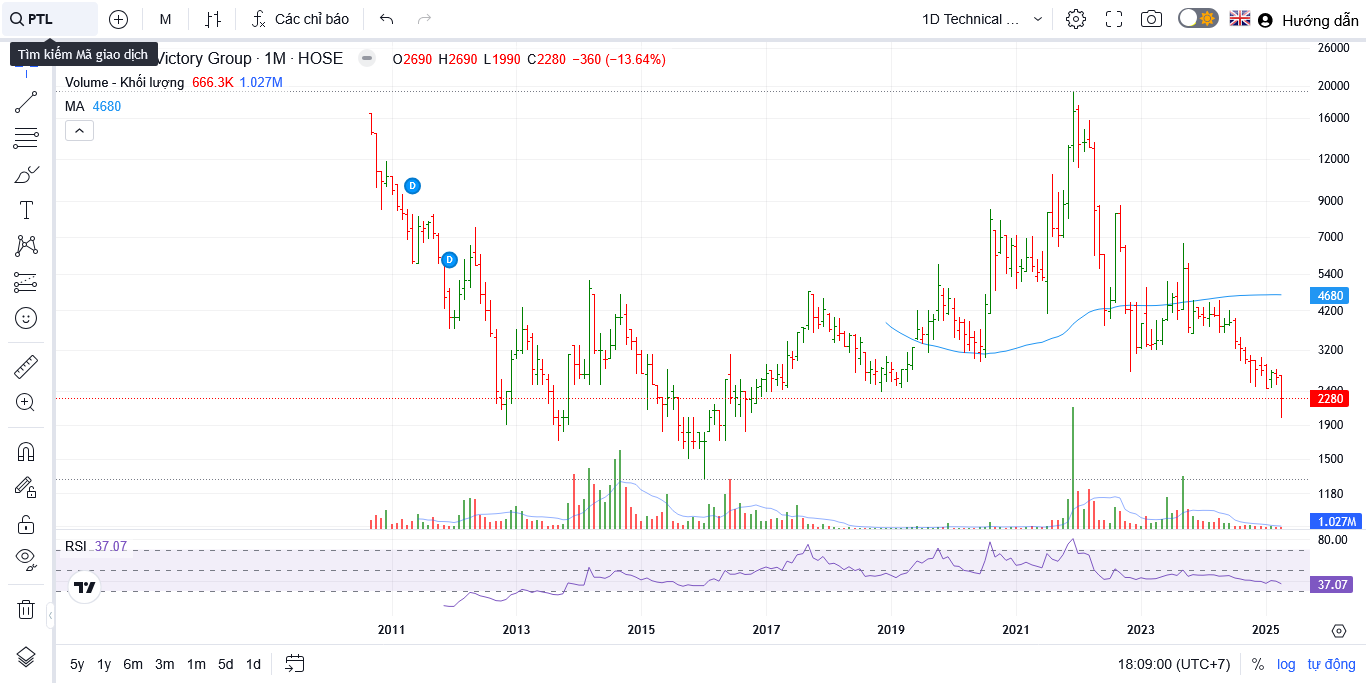 PTL
M
Các chỉ báo
1D Technical ...
Hướng dẫn
Tìm kiếm Mã giao dịch
Victory Group · 1M · HOSE
O2690 H2690 L1990 C2280 −360 (−13.64%)
Volume - Khối lượng 666.3K 1.027M
MA 4680
D
D
26000
20000
16000
12000
9000
7000
5400
4680
4200
3200
2400
2280
1900
1500
1180
1.027M
RSI 37.07
80.00
37.07
2011 2013 2015 2017 2019 2021 2023 2025
5y 1y 6m 3m 1m 5d 1d
18:09:00 (UTC+7) % log tự động